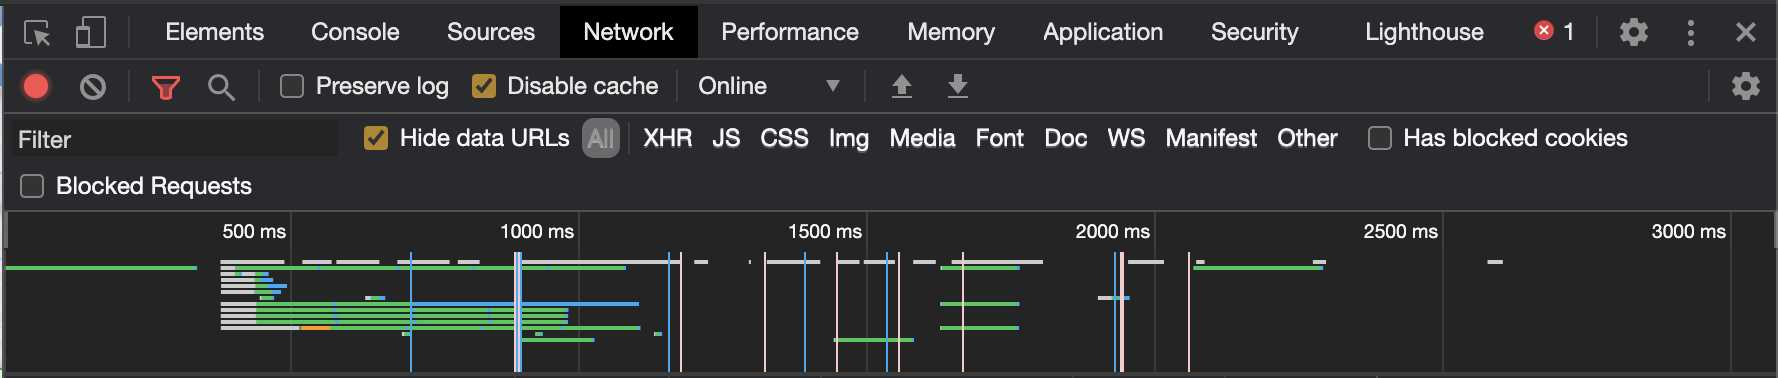 Elements Console Sources Network Performance Memory Application Security Lighthouse 1
Preserve log Disable cache Online
Filter Hide data URLs All XHR JS CSS Img Media Font Doc WS Manifest Other Has blocked cookies
Blocked Requests
500 ms 1000 ms 1500 ms 2000 ms 2500 ms 3000 ms